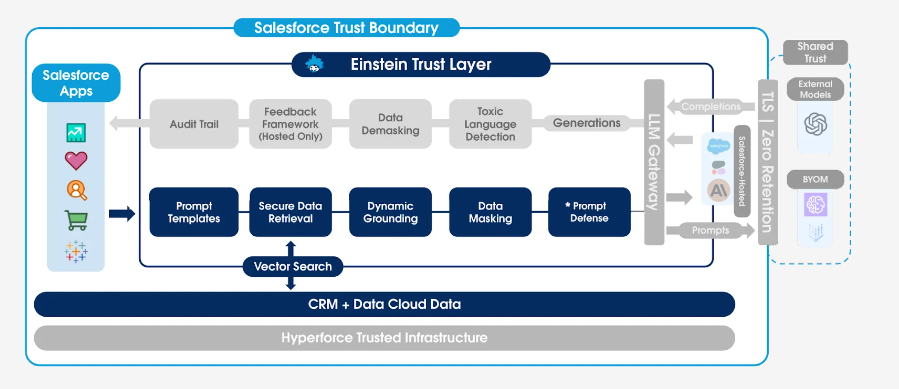 Salesforce Trust Boundary
Einstein Trust Layer
Salesforce
Apps
Audit Trail
Feedback
Framework
(Hosted Only)
Data
Demasking
Toxic
Language
Detection
Generations
LLM Gateway
Completions
Salesforce-Hosted
TLS | Zero Retention
Shared
Trust
External
Models
BYOM
Prompt
Templates
Secure Data
Retrieval
Dynamic
Grounding
Data
Masking
* Prompt
Defense
Prompts
Vector Search
CRM + Data Cloud Data
Hyperforce Trusted Infrastructure